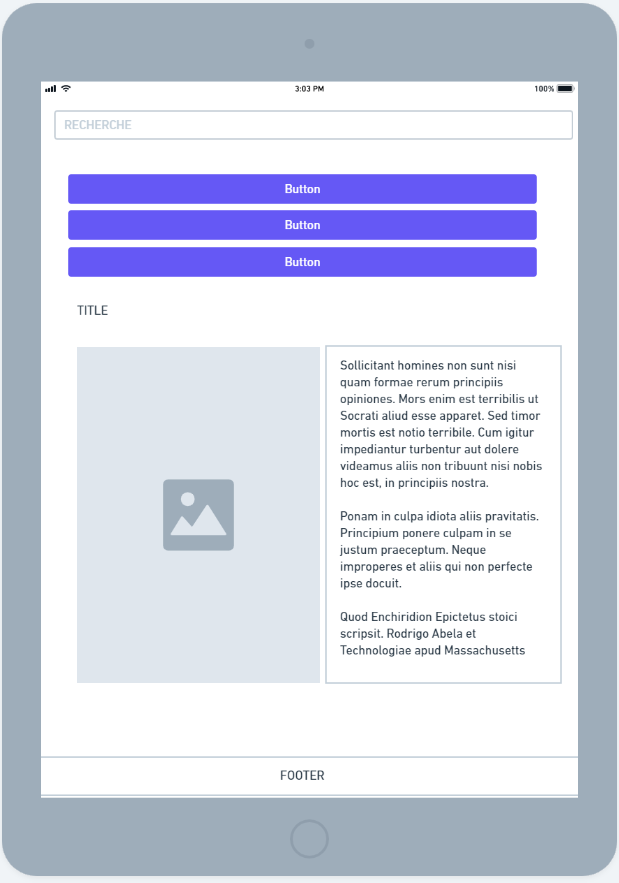 3:03 PM
100%
RECHERCHE
Button
Button
Button
TITLE
Sollicitant homines non sunt nisi
quam formae rerum principiis
opiniones. Mors enim est terribilis ut
Socrati aliud esse apparet. Sed timor
mortis est notio terribile. Cum igitur
impediantur turbentur aut dolere
videamus aliis non tribuunt nisi nobis
hoc est, in principiis nostra.
Ponam in culpa idiota aliis pravitatis.
Principium ponere culpam in se
justum praeceptum. Neque
improperes et aliis qui non perfecte
ipse docuit.
Quod Enchiridion Epictetus stoici
scripsit. Rodrigo Abela et
Technologiae apud Massachusetts
FOOTER